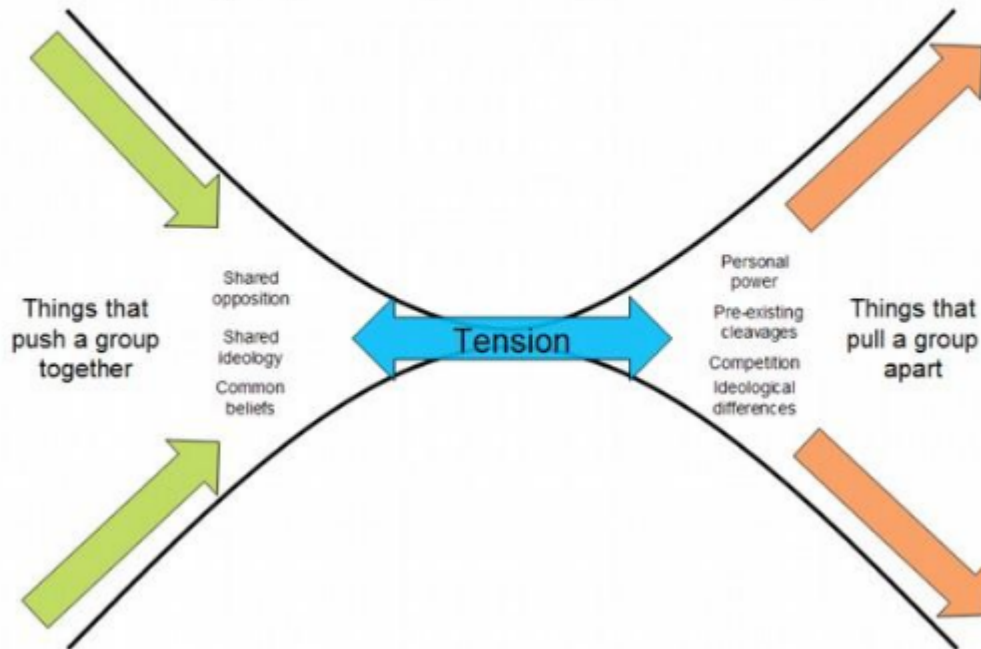 Things that
push a group
together
Shared
opposition
Shared
ideology
Common
beliefs
Tension
Personal
power
Pre-existing
cleavages
Competition
Ideological
differences
Things that
pull a group
apart